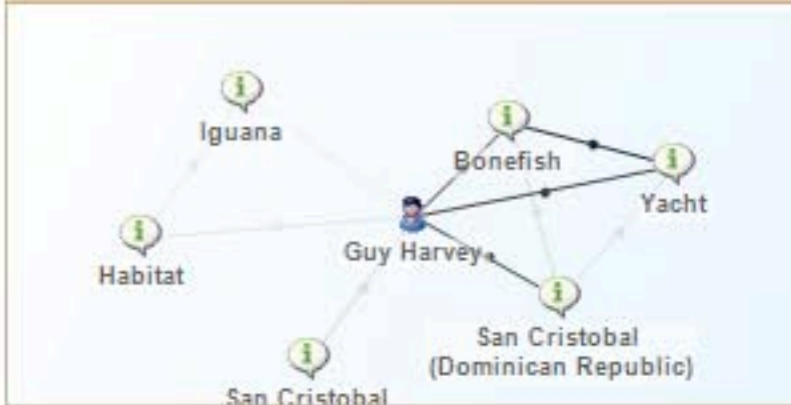 Iguana
Bonefish
Yacht
Habitat
Guy Harvey
San Cristobal
(Dominican Republic)
San Cristobal